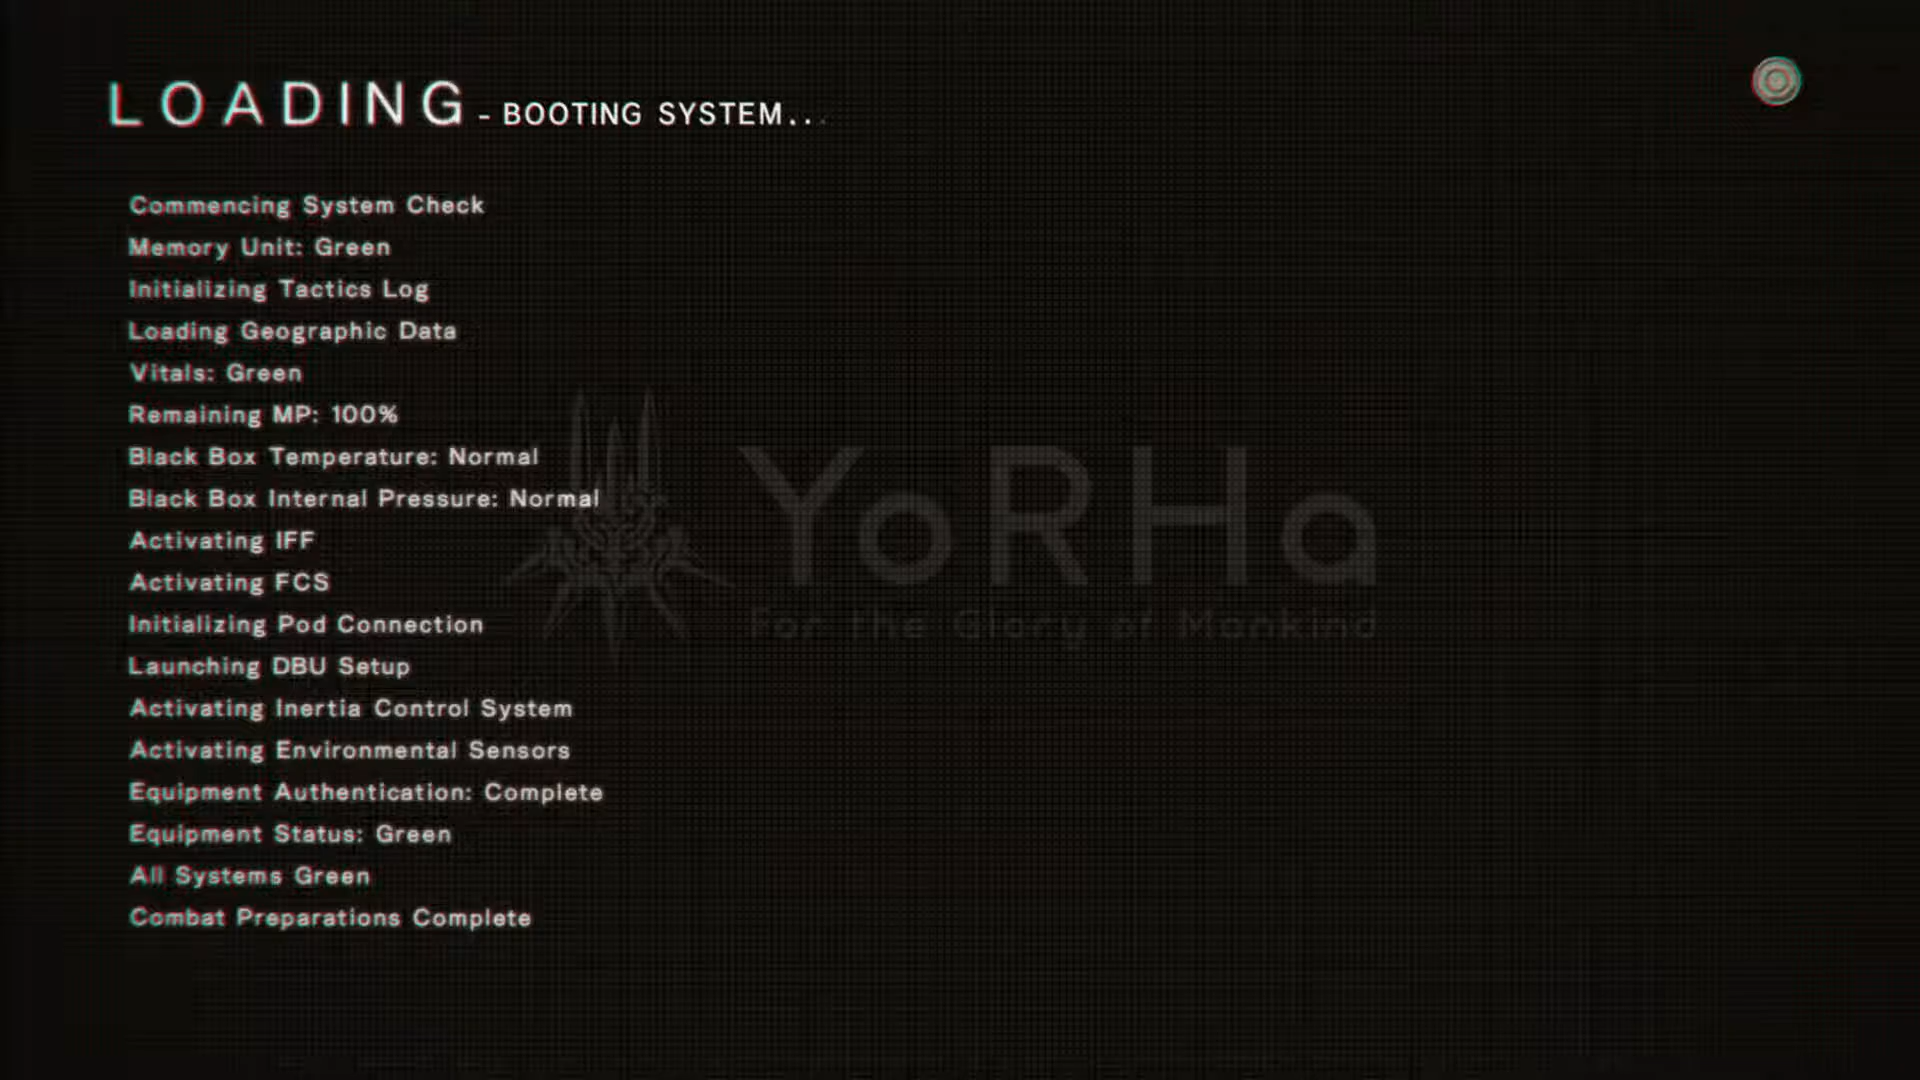 LOADING - BOOTING SYSTEM...
Commencing System Check
Memory Unit: Green
Initializing Tactics Log
Loading Geographic Data
Vitals: Green
Remaining MP: 100%
Black Box Temperature: Normal
Black Box Internal Pressure: Normal
Activating IFF
Activating FCS
Initializing Pod Connection
Launching DBU Setup
Activating Inertia Control System
Activating Environmental Sensors
Equipment Authentication: Complete
Equipment Status: Green
All Systems Green
Combat Preparations Complete
YoRHa
For the Glory of Mankind